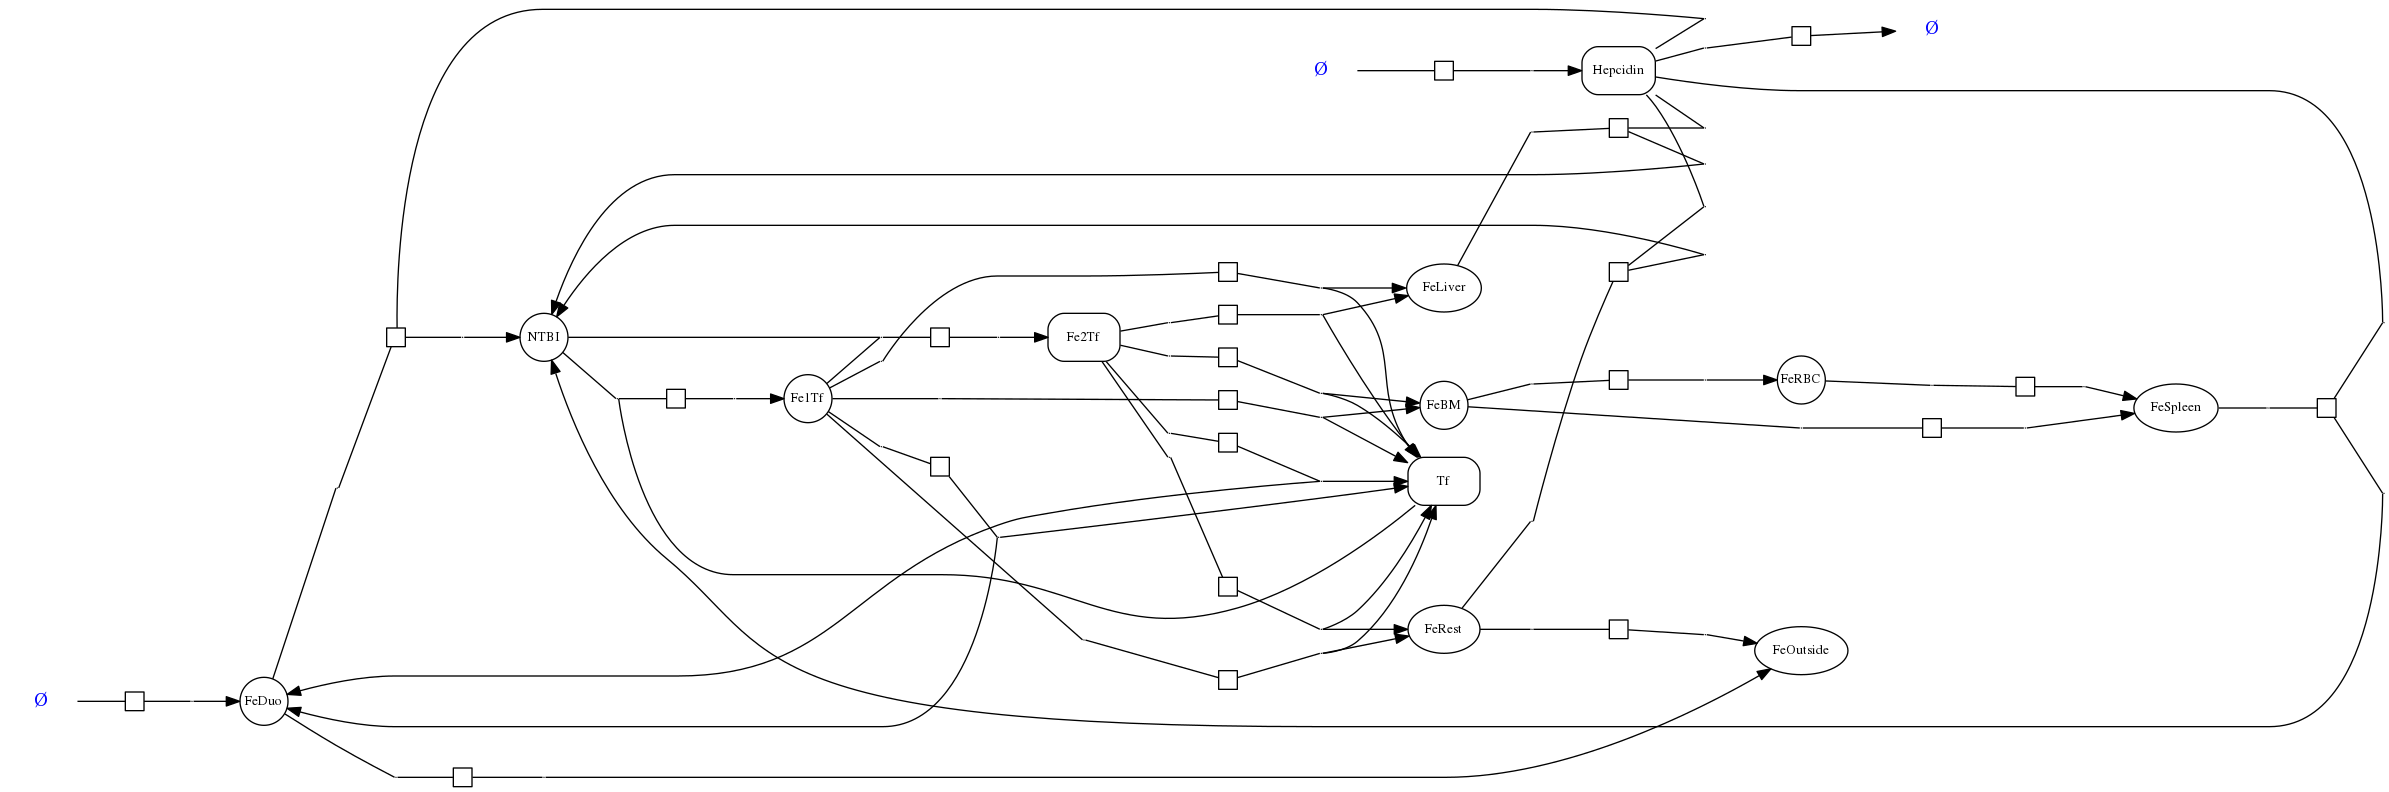 Ø
Ø
Hepcidin
FeLiver
NTBI
Fe2Tf
FeRBC
Fe1Tf
FeBM
FeSpleen
Tf
FeRest
FeOutside
Ø
FeDuo